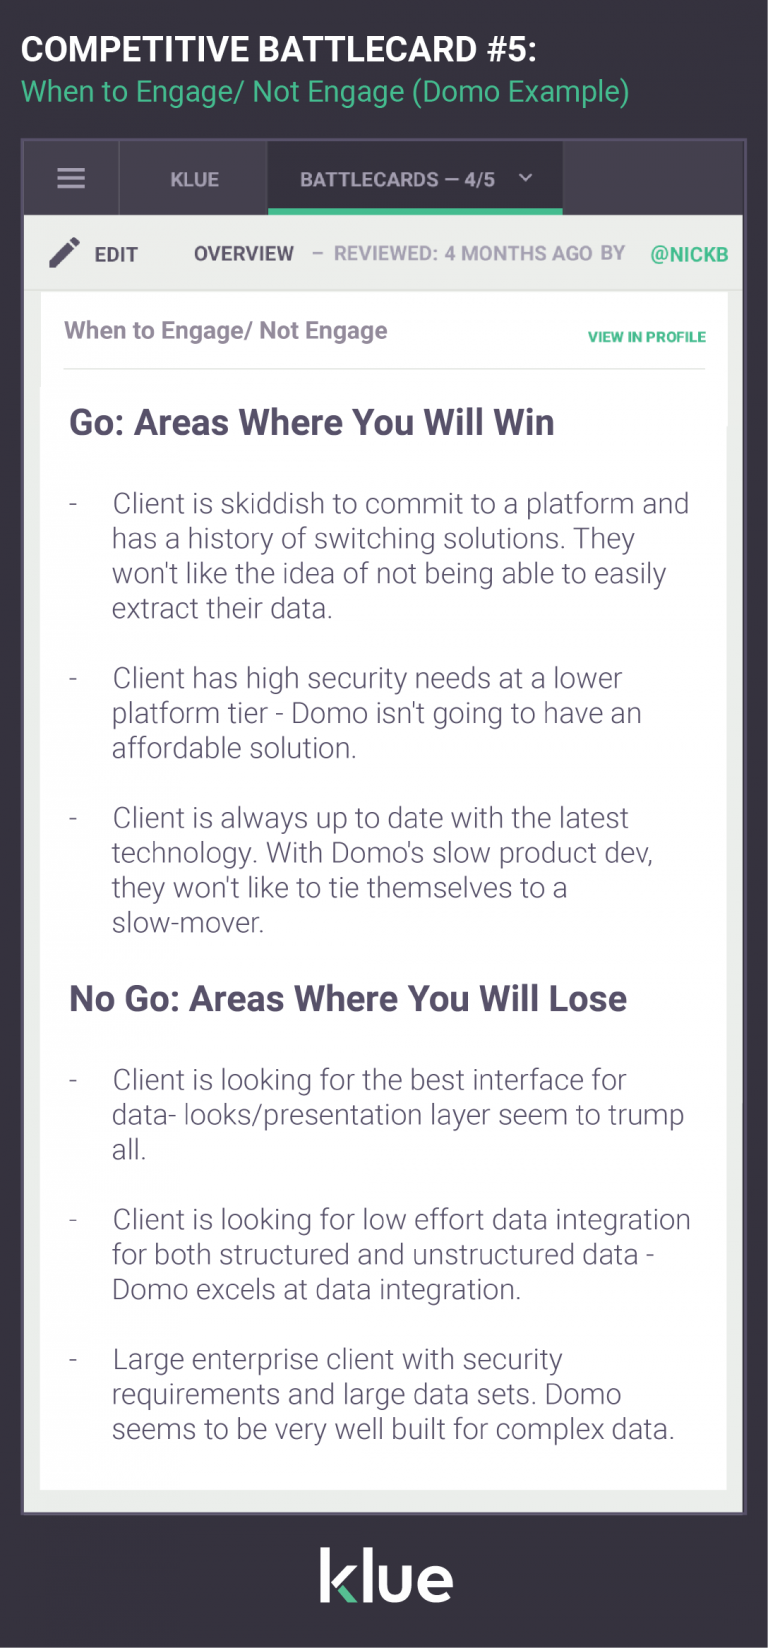 COMPETITIVE BATTLECARD #5:
When to Engage/ Not Engage (Domo Example)
KLUE
BATTLECARDS – 4/5
EDIT
OVERVIEW – REVIEWED: 4 MONTHS AGO BY @NICKB
When to Engage/ Not Engage
VIEW IN PROFILE
Go: Areas Where You Will Win
- Client is skiddish to commit to a platform and
has a history of switching solutions. They
won't like the idea of not being able to easily
extract their data.
- Client has high security needs at a lower
platform tier - Domo isn't going to have an
affordable solution.
- Client is always up to date with the latest
technology. With Domo's slow product dev,
they won't like to tie themselves to a
slow-mover.
No Go: Areas Where You Will Lose
- Client is looking for the best interface for
data- looks/presentation layer seem to trump
all.
- Client is looking for low effort data integration
for both structured and unstructured data -
Domo excels at data integration.
- Large enterprise client with security
requirements and large data sets. Domo
seems to be very well built for complex data.
klue